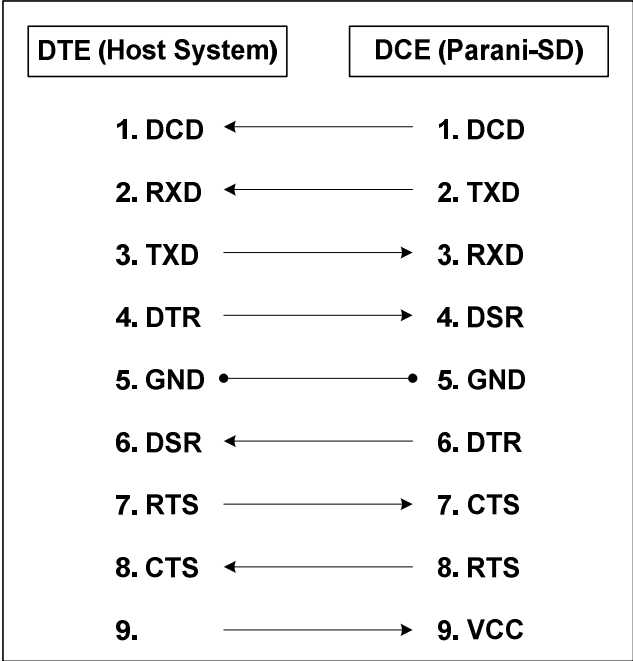 DTE (Host System) DCE (Parani-SD)
1. DCD 1. DCD
2. RXD 2. TXD
3. TXD 3. RXD
4. DTR 4. DSR
5. GND 5. GND
6. DSR 6. DTR
7. RTS 7. CTS
8. CTS 8. RTS
9. 9. VCC